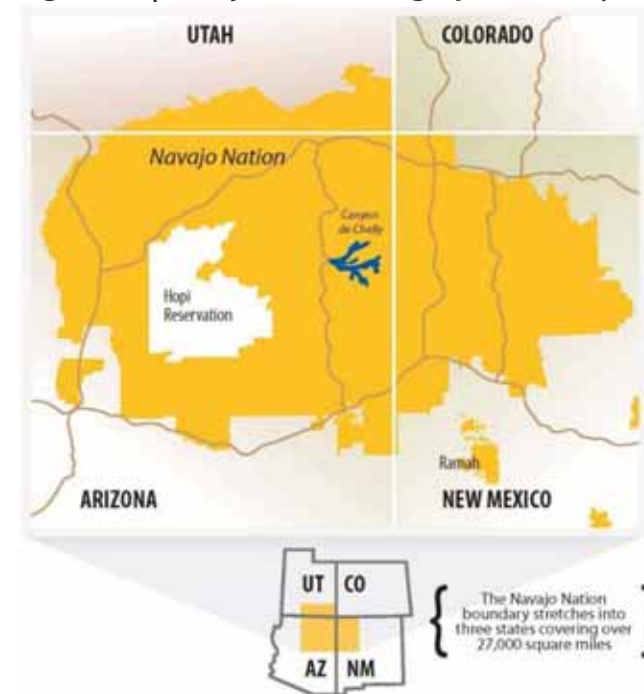 UTAH
COLORADO
Navajo Nation
Canyon
de Chelly
Hopi
Reservation
Ramah
ARIZONA
NEW MEXICO
UT CO
AZ NM
The Navajo Nation
boundary stretches into
three states covering over
27,000 square miles